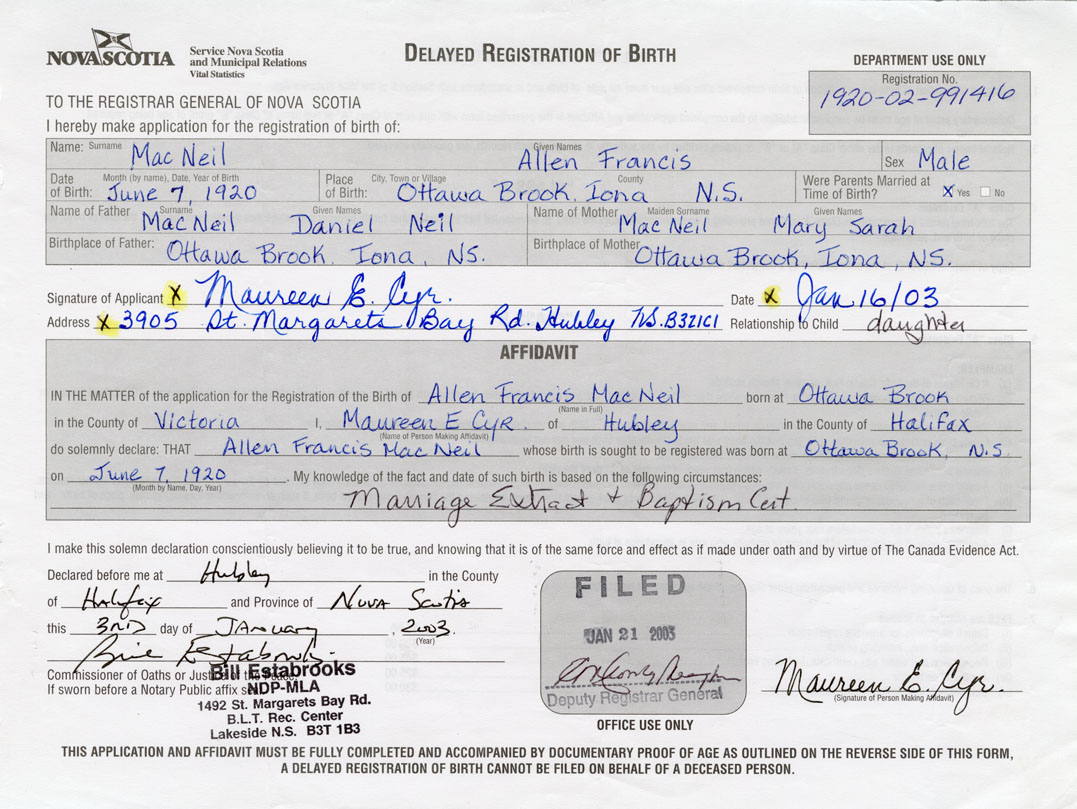 NOVA SCOTIA
Service Nova Scotia
and Municipal Relations
Vital Statistics
DELAYED REGISTRATION OF BIRTH
DEPARTMENT USE ONLY
Registration No.
1920-02-991416
TO THE REGISTRAR GENERAL OF NOVA SCOTIA
I hereby make application for the registration of birth of:
Name: Surname Mac Neil Given Names Allen Francis Sex Male
Date of Birth: Month (by name), Date, Year of Birth June 7, 1920 Place of Birth: City, Town or Village County Ottawa Brook, Iona N.S. Were Parents Married at Time of Birth? X Yes No
Name of Father Surname Mac Neil Given Names Daniel Neil Name of Mother Maiden Surname Mac Neil Given Names Mary Sarah
Birthplace of Father: Ottawa Brook, Iona, NS. Birthplace of Mother Ottawa Brook, Iona, NS.
Signature of Applicant X Maureen E. Cyr. Date X Jan 16/03
Address X 3905 St. Margarets Bay Rd. Hubley NS. B3Z1C1 Relationship to Child daughter
AFFIDAVIT
IN THE MATTER of the application for the Registration of the Birth of Allen Francis Mac Neil born at Ottawa Brook
(Name in Full)
in the County of Victoria I, Maureen E Cyr of Hubley in the County of Halifax
(Name of Person Making Affidavit)
do solemnly declare: THAT Allen Francis Mac Neil whose birth is sought to be registered was born at Ottawa Brook, N.S.
on June 7, 1920. My knowledge of the fact and date of such birth is based on the following circumstances:
(Month by Name, Day, Year)
Marriage Extract + Baptism Cert.
I make this solemn declaration conscientiously believing it to be true, and knowing that it is of the same force and effect as if made under oath and by virtue of The Canada Evidence Act.
Declared before me at Hubley in the County
of Halifax and Province of Nova Scotia
this 3RD day of January, 2003.
(Year)
Bill Estabrooks
Commissioner of Oaths or Justice of the Peace,
If sworn before a Notary Public affix
Bill Estabrooks
NDP-MLA
1492 St. Margarets Bay Rd.
B.L.T. Rec. Center
Lakeside N.S. B3T 1B3
FILED
JAN 21 2003
Deputy Registrar General
OFFICE USE ONLY
Maureen E. Cyr.
(Signature of Person Making Affidavit)
THIS APPLICATION AND AFFIDAVIT MUST BE FULLY COMPLETED AND ACCOMPANIED BY DOCUMENTARY PROOF OF AGE AS OUTLINED ON THE REVERSE SIDE OF THIS FORM,
A DELAYED REGISTRATION OF BIRTH CANNOT BE FILED ON BEHALF OF A DECEASED PERSON.